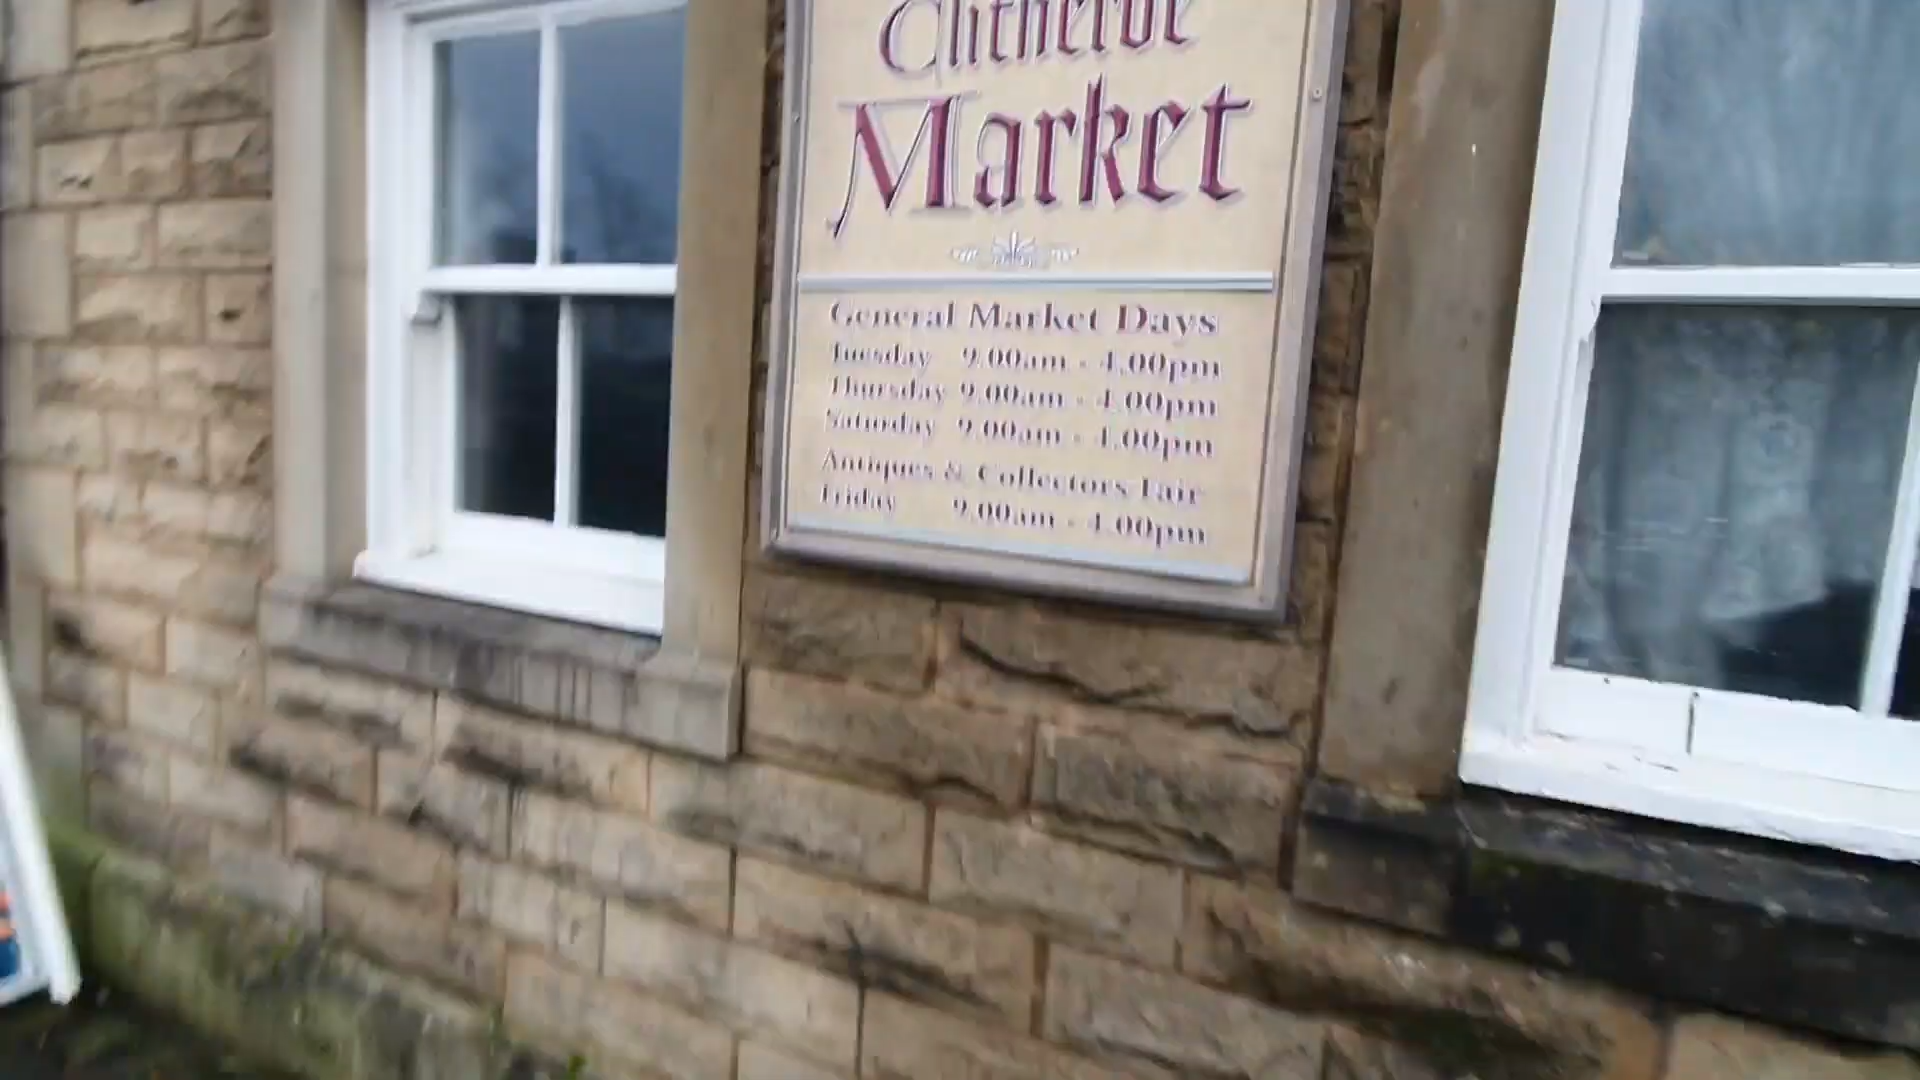 Clitheroe
Market
General Market Days
Tuesday 9.00am - 4.00pm
Thursday 9.00am - 4.00pm
Saturday 9.00am - 4.00pm
Antiques & Collectors Fair
Friday 9.00am - 4.00pm